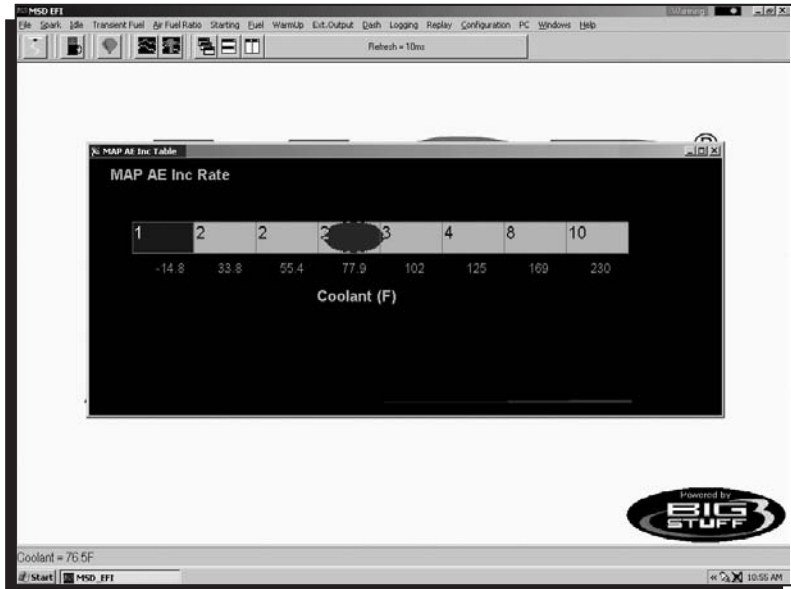 MSD EFI Warning
File Spark Idle Transient Fuel Air Fuel Ratio Starting Fuel WarmUp Ext.Output Dash Logging Replay Configuration PC Windows Help
Refresh = 10ms
MAP AE Inc Table
MAP AE Inc Rate
1 2 2 2 3 4 8 10
-14.8 33.8 55.4 77.9 102 125 169 230
Coolant (F)
Powered by
BIG
STUFF 3
Coolant = 76.5F
Start MSD_EFI 10:55 AM